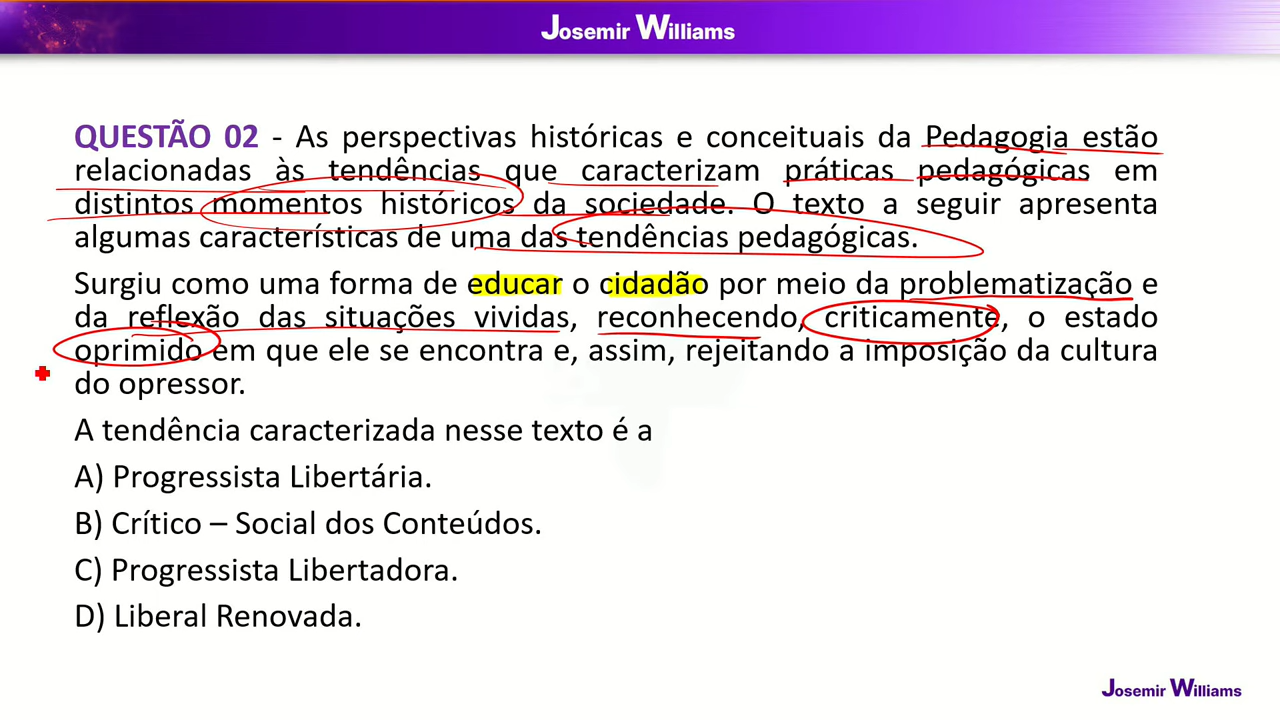 Josemir Williams
QUESTÃO 02 - As perspectivas históricas e conceituais da Pedagogia estão
relacionadas às tendências que caracterizam práticas pedagógicas em
distintos momentos históricos da sociedade. O texto a seguir apresenta
algumas características de uma das tendências pedagógicas.
Surgiu como uma forma de educar o cidadão por meio da problematização e
da reflexão das situações vividas, reconhecendo, criticamente, o estado
oprimido em que ele se encontra e, assim, rejeitando a imposição da cultura
do opressor.
A tendência caracterizada nesse texto é a
A) Progressista Libertária.
B) Crítico – Social dos Conteúdos.
C) Progressista Libertadora.
D) Liberal Renovada.
Josemir Williams